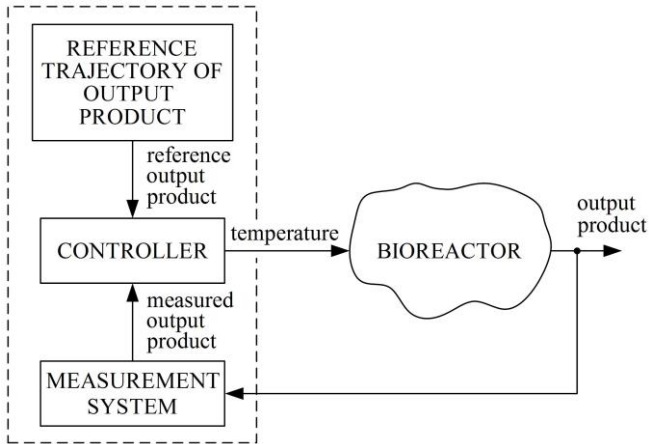 REFERENCE
TRAJECTORY OF
OUTPUT
PRODUCT
reference
output
product
CONTROLLER
temperature
BIOREACTOR
output
product
measured
output
product
MEASUREMENT
SYSTEM